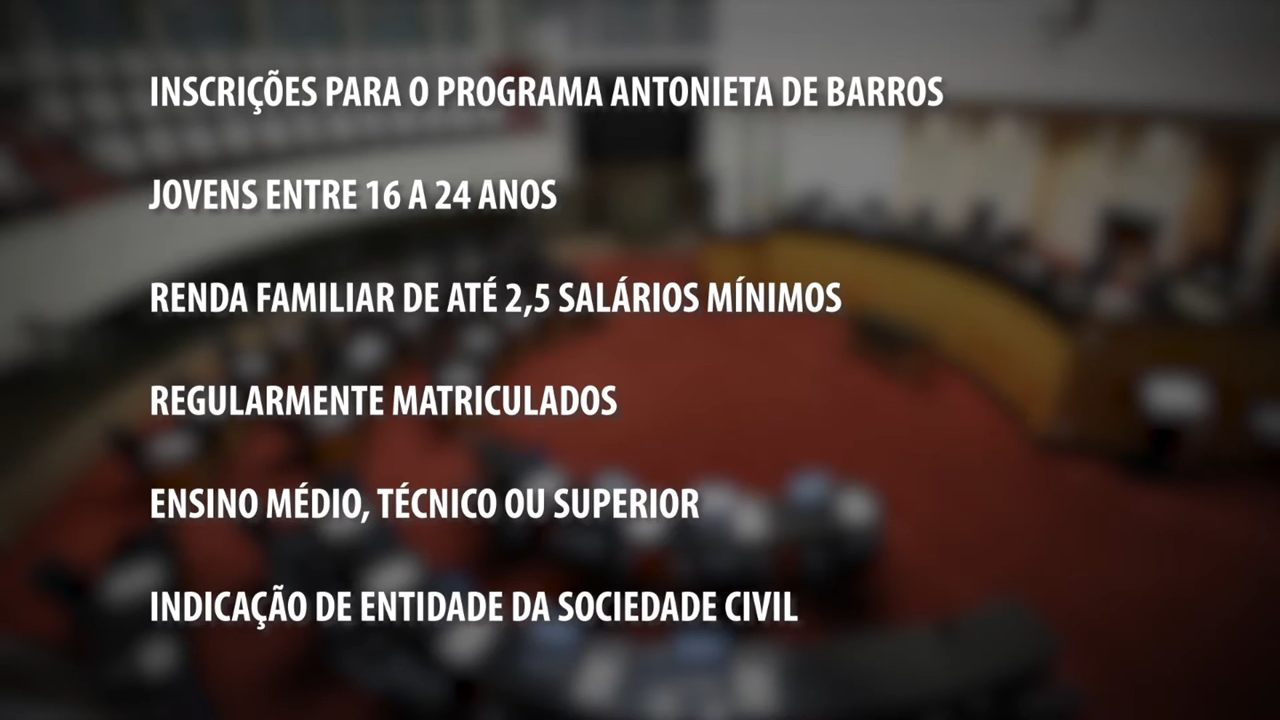 INSCRIÇÕES PARA O PROGRAMA ANTONIETA DE BARROS
JOVENS ENTRE 16 A 24 ANOS
RENDA FAMILIAR DE ATÉ 2,5 SALÁRIOS MÍNIMOS
REGULARMENTE MATRICULADOS
ENSINO MÉDIO, TÉCNICO OU SUPERIOR
INDICAÇÃO DE ENTIDADE DA SOCIEDADE CIVIL